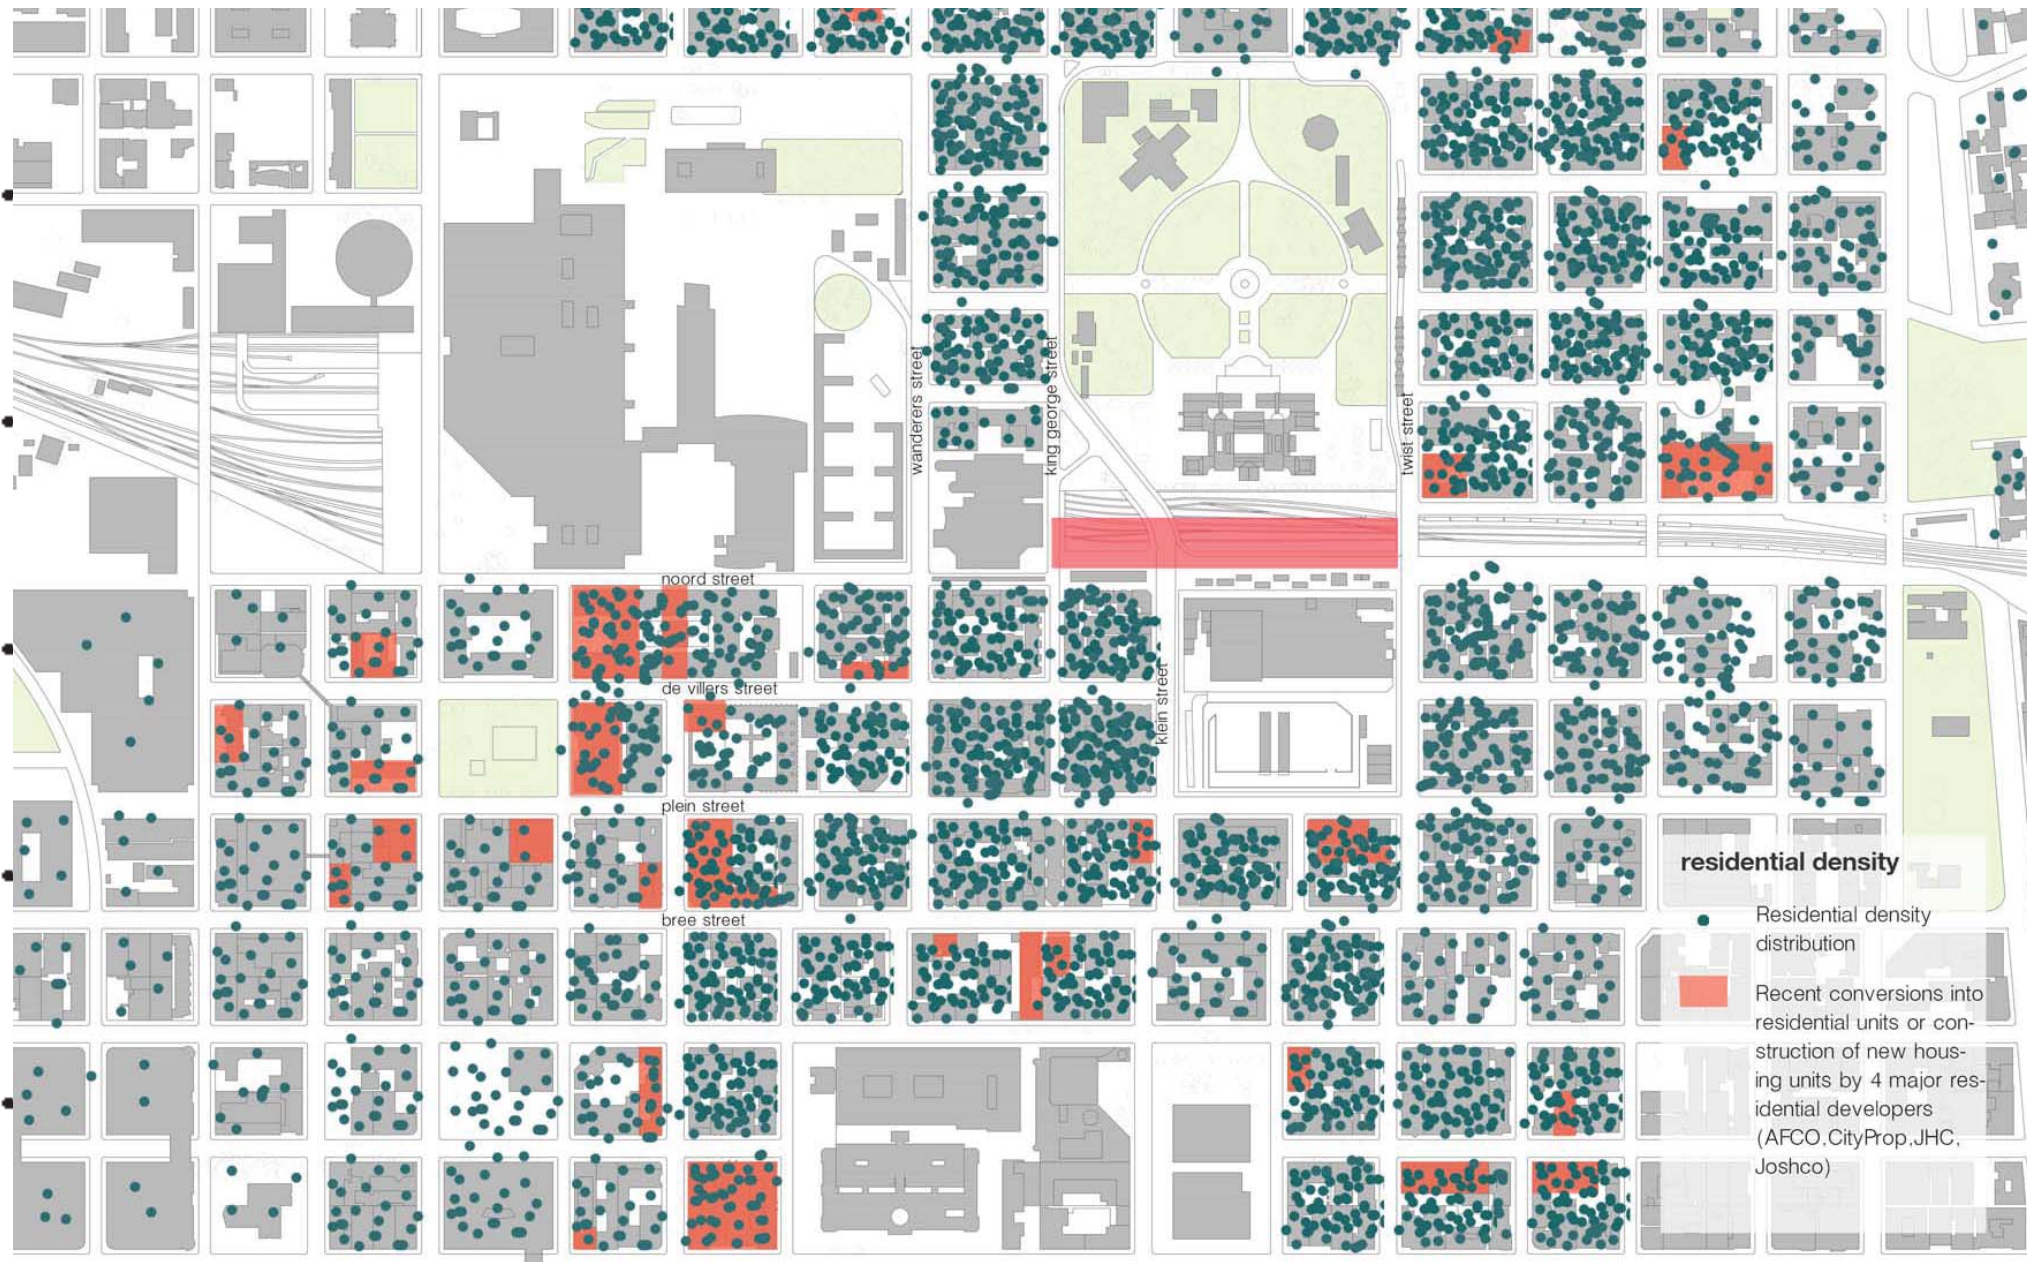 wanderers street
king george street
twist street
noord street
de villers street
klein street
plein street
bree street
residential density
Residential density
distribution
Recent conversions into
residential units or con-
struction of new hous-
ing units by 4 major res-
idential developers
(AFCO,CityProp,JHC,
Joshco)